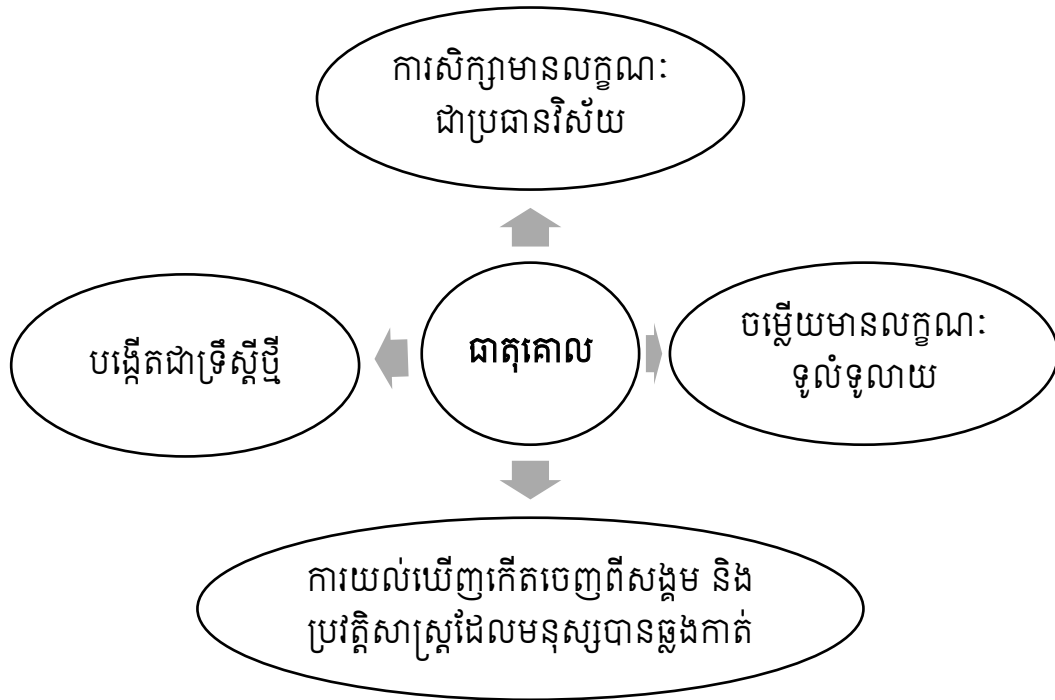 ការសិក្សាមានលក្ខណៈ
ជាប្រធានវិស័យ
បង្កើតជាទ្រឹស្តីថ្មី
ធាតុគោល
ចម្លើយមានលក្ខណៈ
ទូលំទូលាយ
ការយល់ឃើញកើតចេញពីសង្គម និង
ប្រវត្តិសាស្ត្រដែលមនុស្សបានឆ្លងកាត់